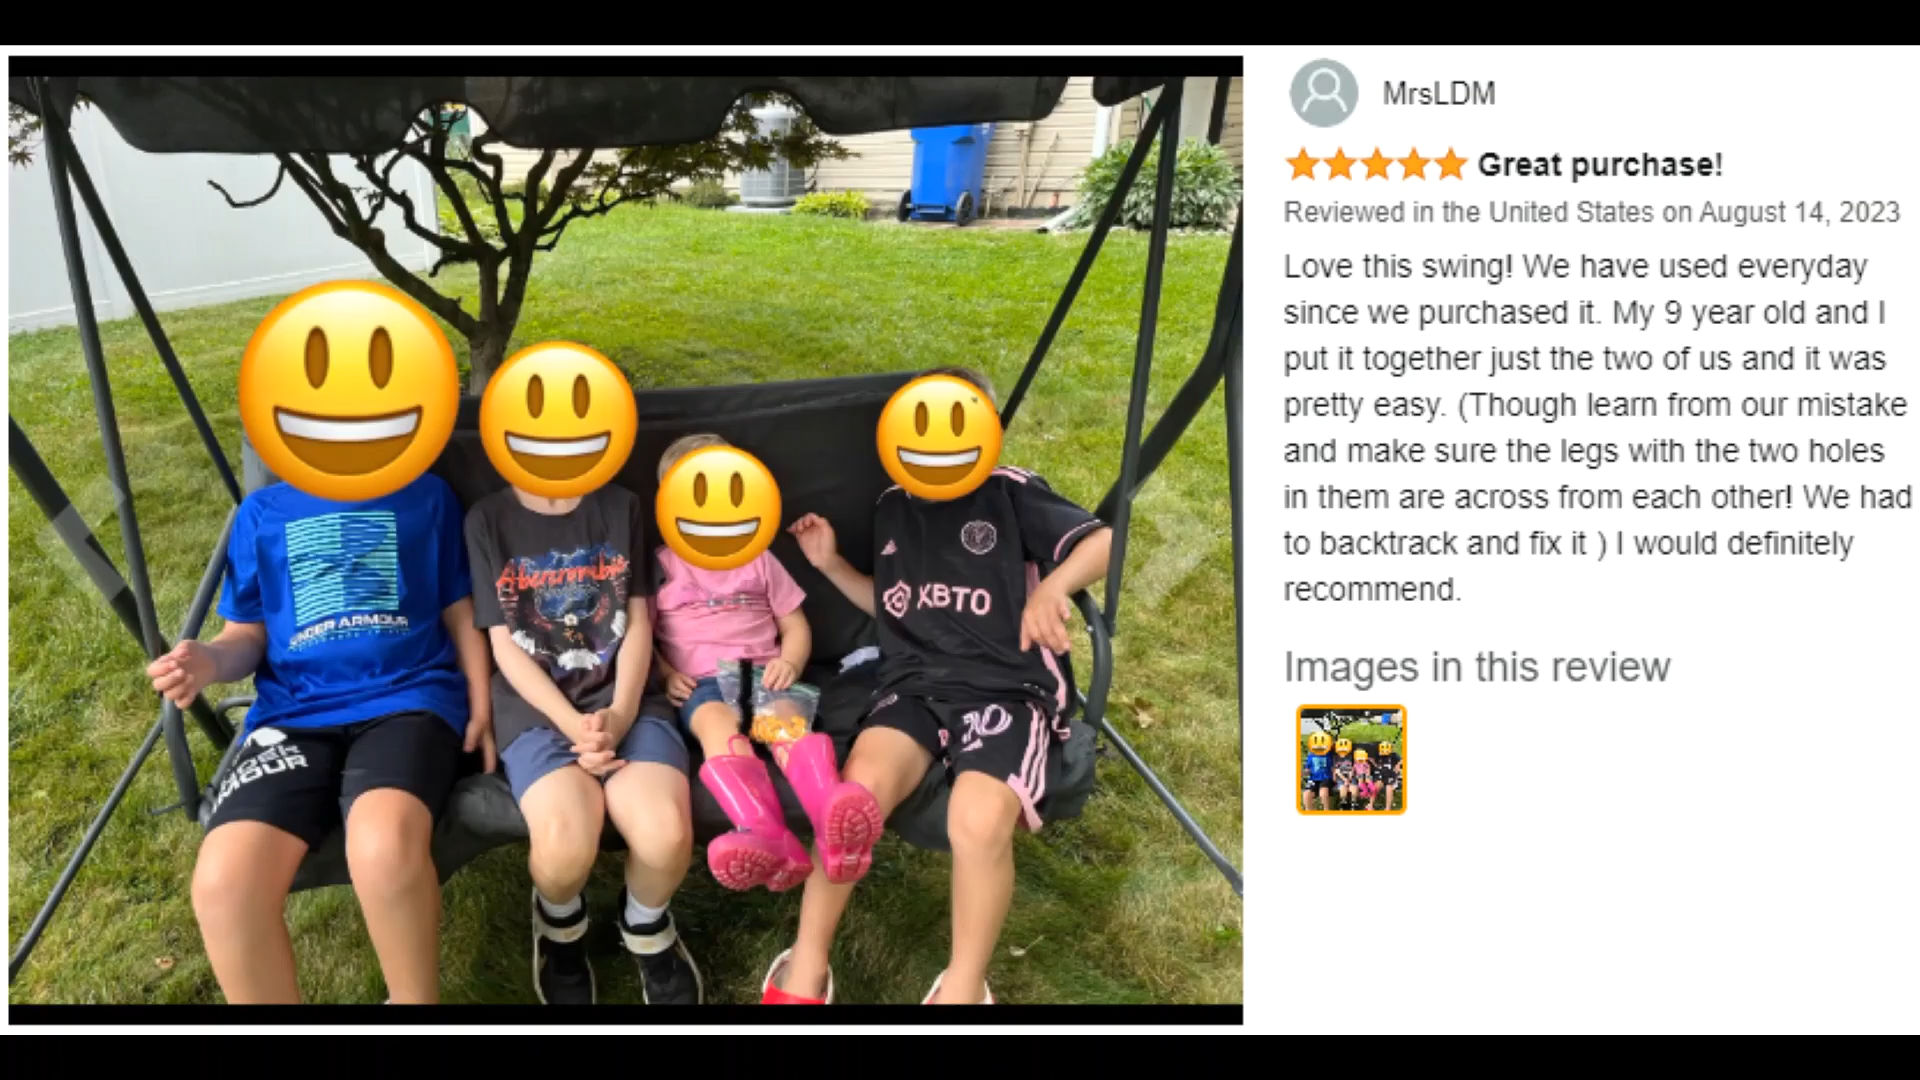 MrsLDM
Great purchase!
Reviewed in the United States on August 14, 2023
Love this swing! We have used everyday
since we purchased it. My 9 year old and I
put it together just the two of us and it was
pretty easy. (Though learn from our mistake
and make sure the legs with the two holes
in them are across from each other! We had
to backtrack and fix it ) I would definitely
recommend.
Images in this review
UNDER ARMOUR
Abercrombie
XBTO
10